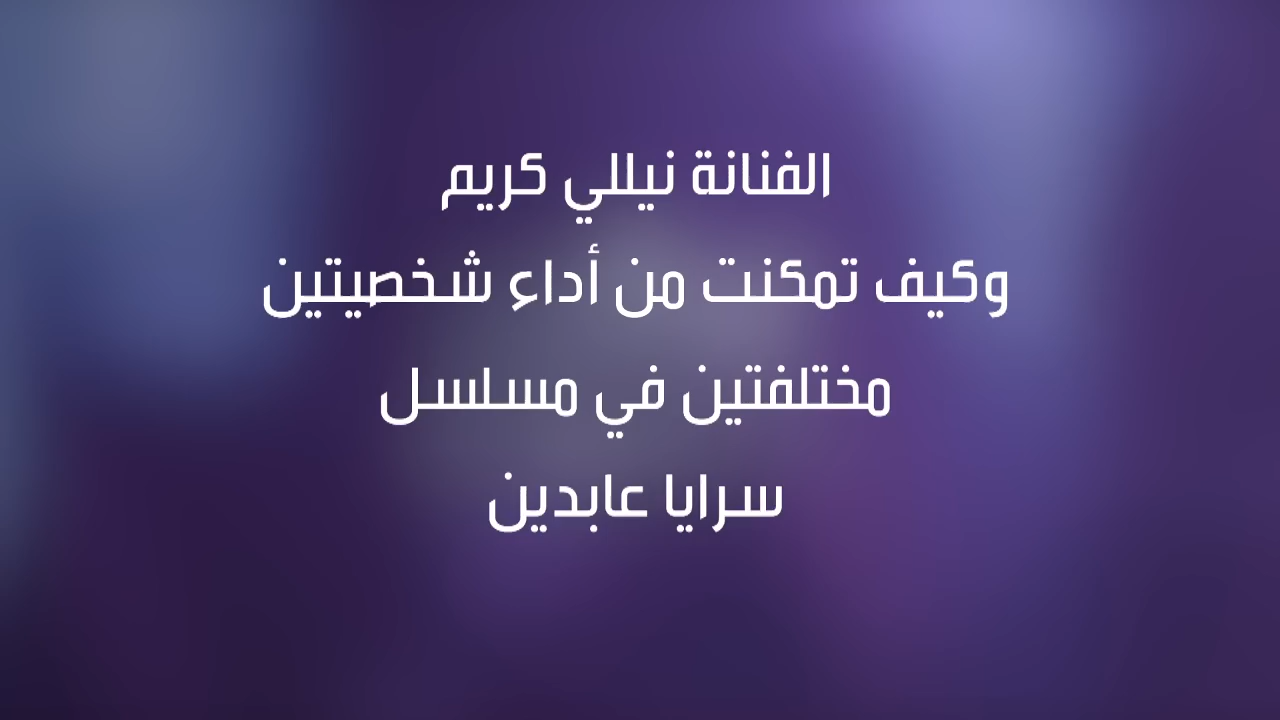 الفنانة نيللي كريم
وكيف تمكنت من أداء شخصيتين
مختلفتين في مسلسل
سرايا عابدين